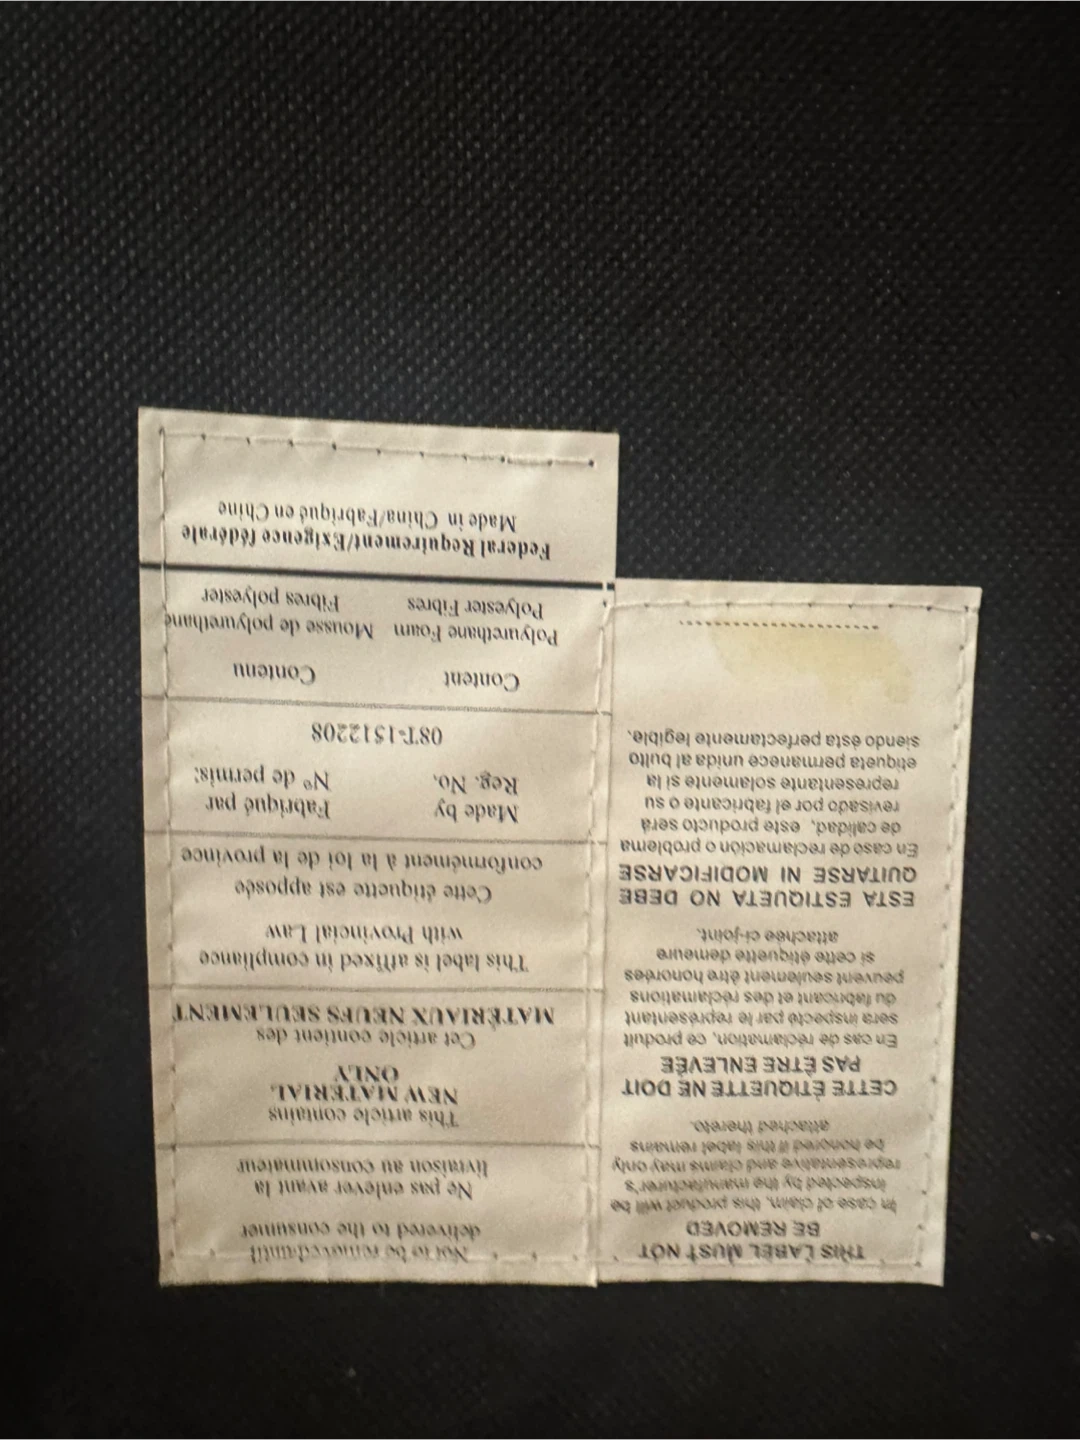 THIS LABEL MUST NOT
BE REMOVED
In case of claim, this product will be
inspected by the manufacturer's
representative and claims may only
be honored if this label remains
attached thereto.
CETTE ÉTIQUETTE NE DOIT
PAS ÊTRE ENLEVÉE
En cas de réclamation, ce produit
sera inspecté par le représentant
du fabricant et des réclamations
peuvent seulement être honorées
si cette étiquette demeure
attachée ci-joint.
ESTA ESTIQUETA NO DEBE
QUITARSE NI MODIFICARSE
En caso de reclamación o problema
de calidad, este producto será
revisado por el fabricante o su
representante solamente si la
etiqueta permanece unida al bulto
siendo ésta perfectamente legible.
Not to be removed until
delivered to the consumer
Ne pas enlever avant la
livraison au consommateur
This article contains
NEW MATERIAL
ONLY
Cet article contient des
MATÉRIAUX NEUFS SEULEMENT
This label is affixed in compliance
with Provincial Law
Cette étiquette est apposée
conformément à la loi de la province
Made by Fabriqué par
Reg. No. Nº de permis:
08T-1512208
Content Contenu
Polyurethane Foam Mousse de polyuréthane
Polyester Fibres Fibres polyester
Federal Requirement/Exigence fédérale
Made in China/Fabriqué en Chine